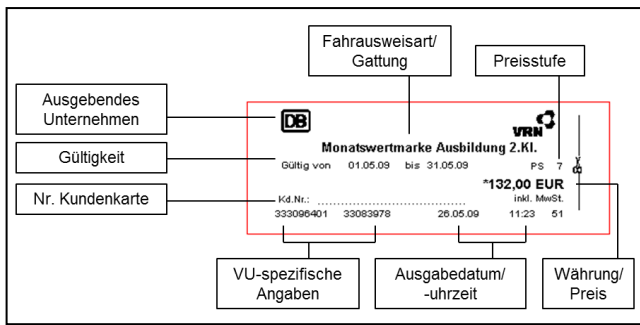 Fahrausweisart/
Gattung
Preisstufe
Ausgebendes
Unternehmen
DB
VRN
Monatswertmarke Ausbildung 2.Kl.
Gültigkeit
Gültig von 01.05.09 bis 31.05.09 PS 7
*132,00 EUR
Nr. Kundenkarte
Kd.Nr.: ........................................
inkl. MwSt.
333096401 33083978 26.05.09 11:23 51
VU-spezifische
Angaben
Ausgabedatum/
-uhrzeit
Währung/
Preis